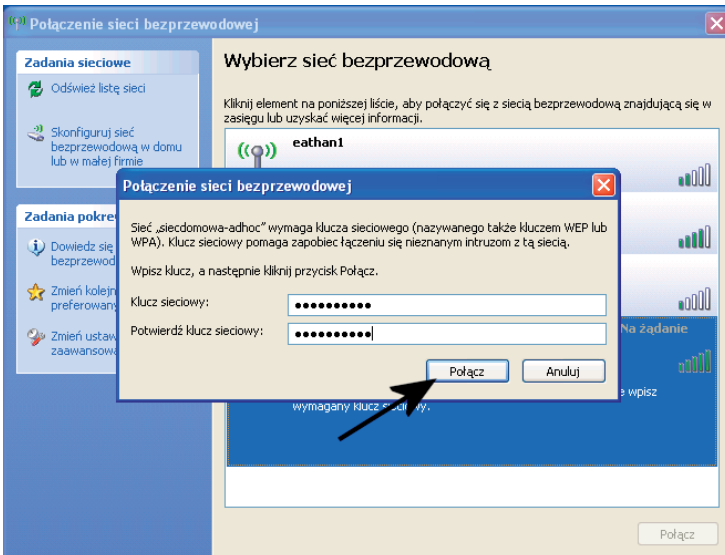 Połączenie sieci bezprzewodowej
Zadania sieciowe
Odśwież listę sieci
Skonfiguruj sieć
bezprzewodową w domu
lub w małej firmie
Zadania pokre
Dowiedz się
bezprzewod
Zmień kolejn
preferowany
Zmień ustaw
zaawansowa
Wybierz sieć bezprzewodową
Kliknij element na poniższej liście, aby połączyć się z siecią bezprzewodową znajdującą się w
zasięgu lub uzyskać więcej informacji.
eathan1
Połączenie sieci bezprzewodowej
Sieć „siecdomowa-adhoc” wymaga klucza sieciowego (nazywanego także kluczem WEP lub
WPA). Klucz sieciowy pomaga zapobiec łączeniu się nieznanym intruzom z tą siecią.
Wpisz klucz, a następnie kliknij przycisk Połącz.
Klucz sieciowy: ●●●●●●●●●●
Potwierdź klucz sieciowy: ●●●●●●●●●●
Połącz Anuluj
Na żądanie
e wpisz
wymagany klucz sieciowy.
Połącz